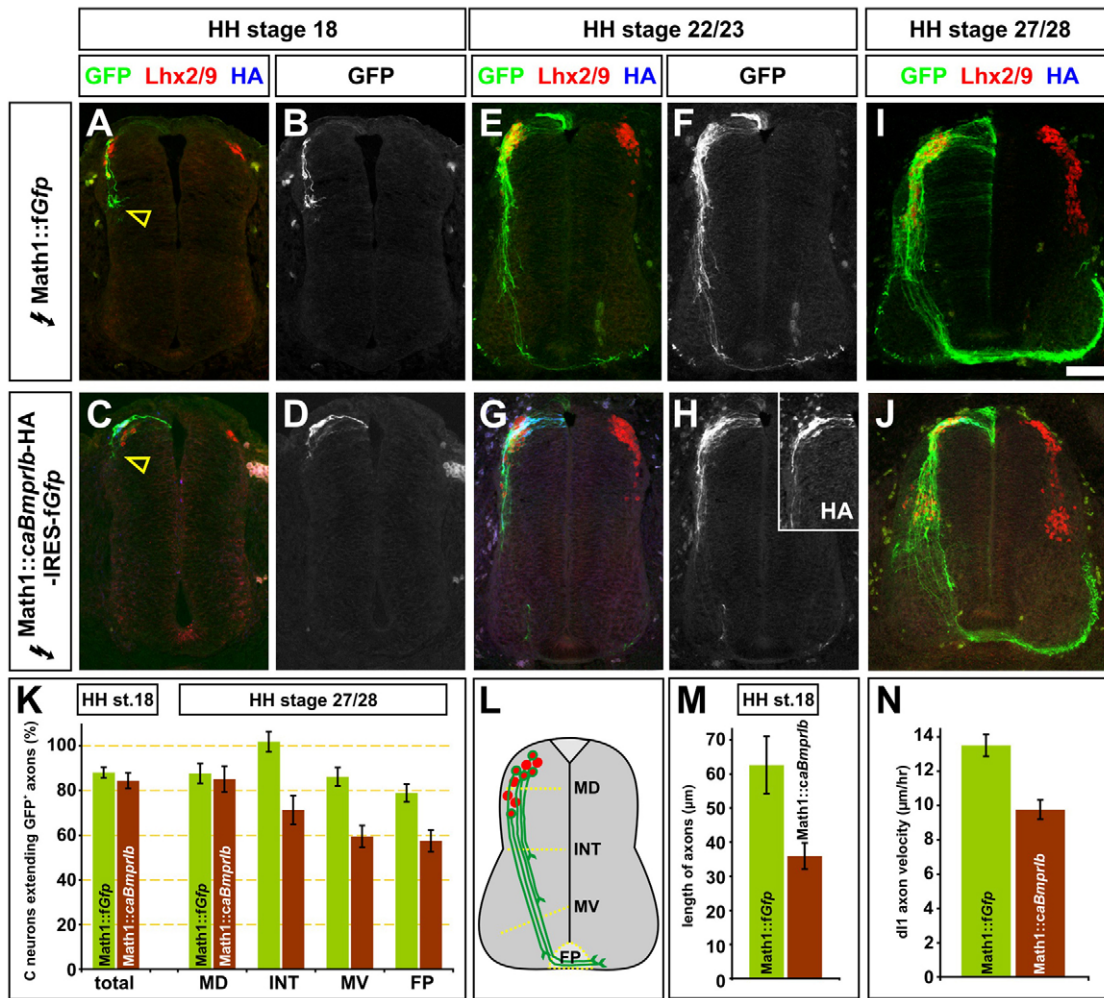 HH stage 18
HH stage 22/23
HH stage 27/28
GFP Lhx2/9 HA
GFP
GFP Lhx2/9 HA
GFP
GFP Lhx2/9 HA
Math1::fGfp
A
B
E
F
I
Math1::caBmprIb-HA
-IRES-fGfp
C
D
G
H
HA
J
K
HH st.18
HH stage 27/28
C neurons extending GFP+ axons (%)
100
80
60
40
20
0
Math1::fGfp
Math1::caBmprIb
Math1::fGfp
Math1::caBmprIb
total
MD
INT
MV
FP
L
MD
INT
MV
FP
M
HH st.18
length of axons (µm)
70
60
50
40
30
20
10
0
Math1::fGfp
Math1::caBmprIb
N
dI1 axon velocity (µm/hr)
14
12
10
8
6
4
2
0
Math1::fGfp
Math1::caBmprIb